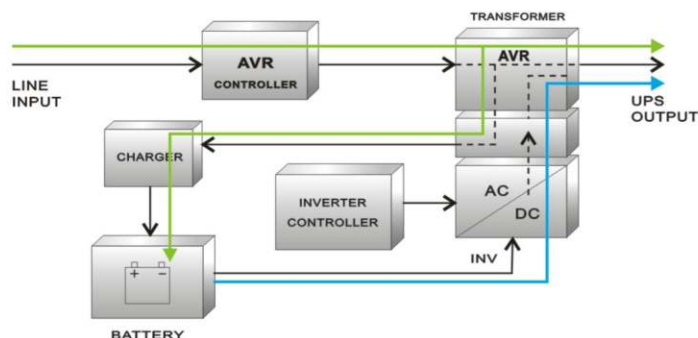 TRANSFORMER
AVR
CONTROLLER
AVR
LINE
INPUT
UPS
OUTPUT
CHARGER
INVERTER
CONTROLLER
AC
DC
INV
+ −
BATTERY